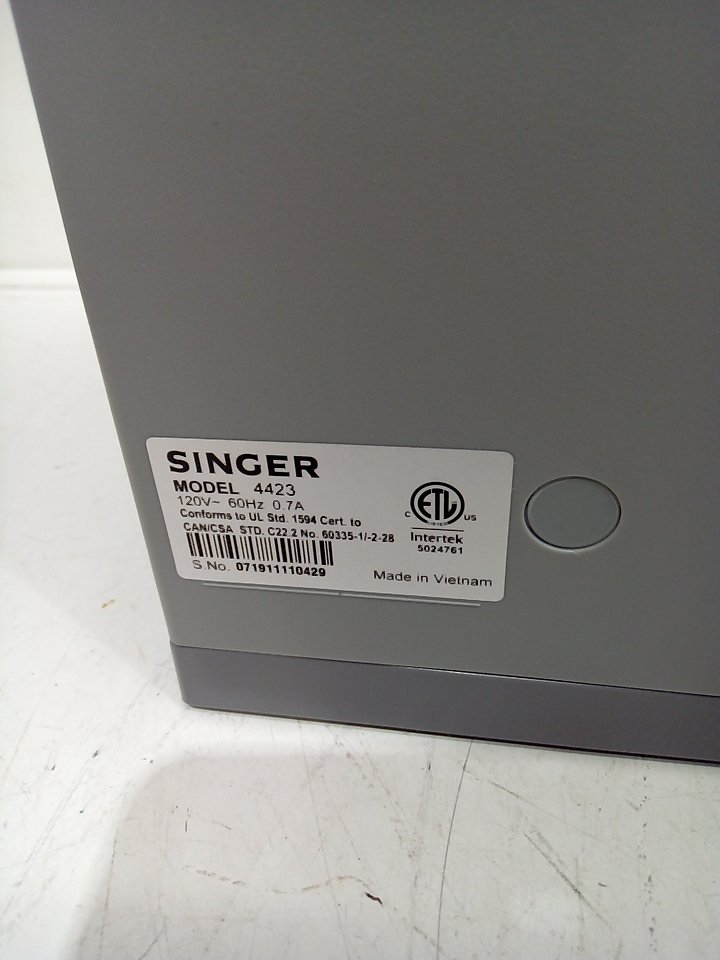 SINGER
MODEL 4423
120V~ 60Hz 0.7A
Conforms to UL Std. 1594 Cert. to
CAN/CSA STD. C22.2 No. 60335-1/-2-28
S.No. 071911110429
C ETL US
Intertek
5024761
Made in Vietnam